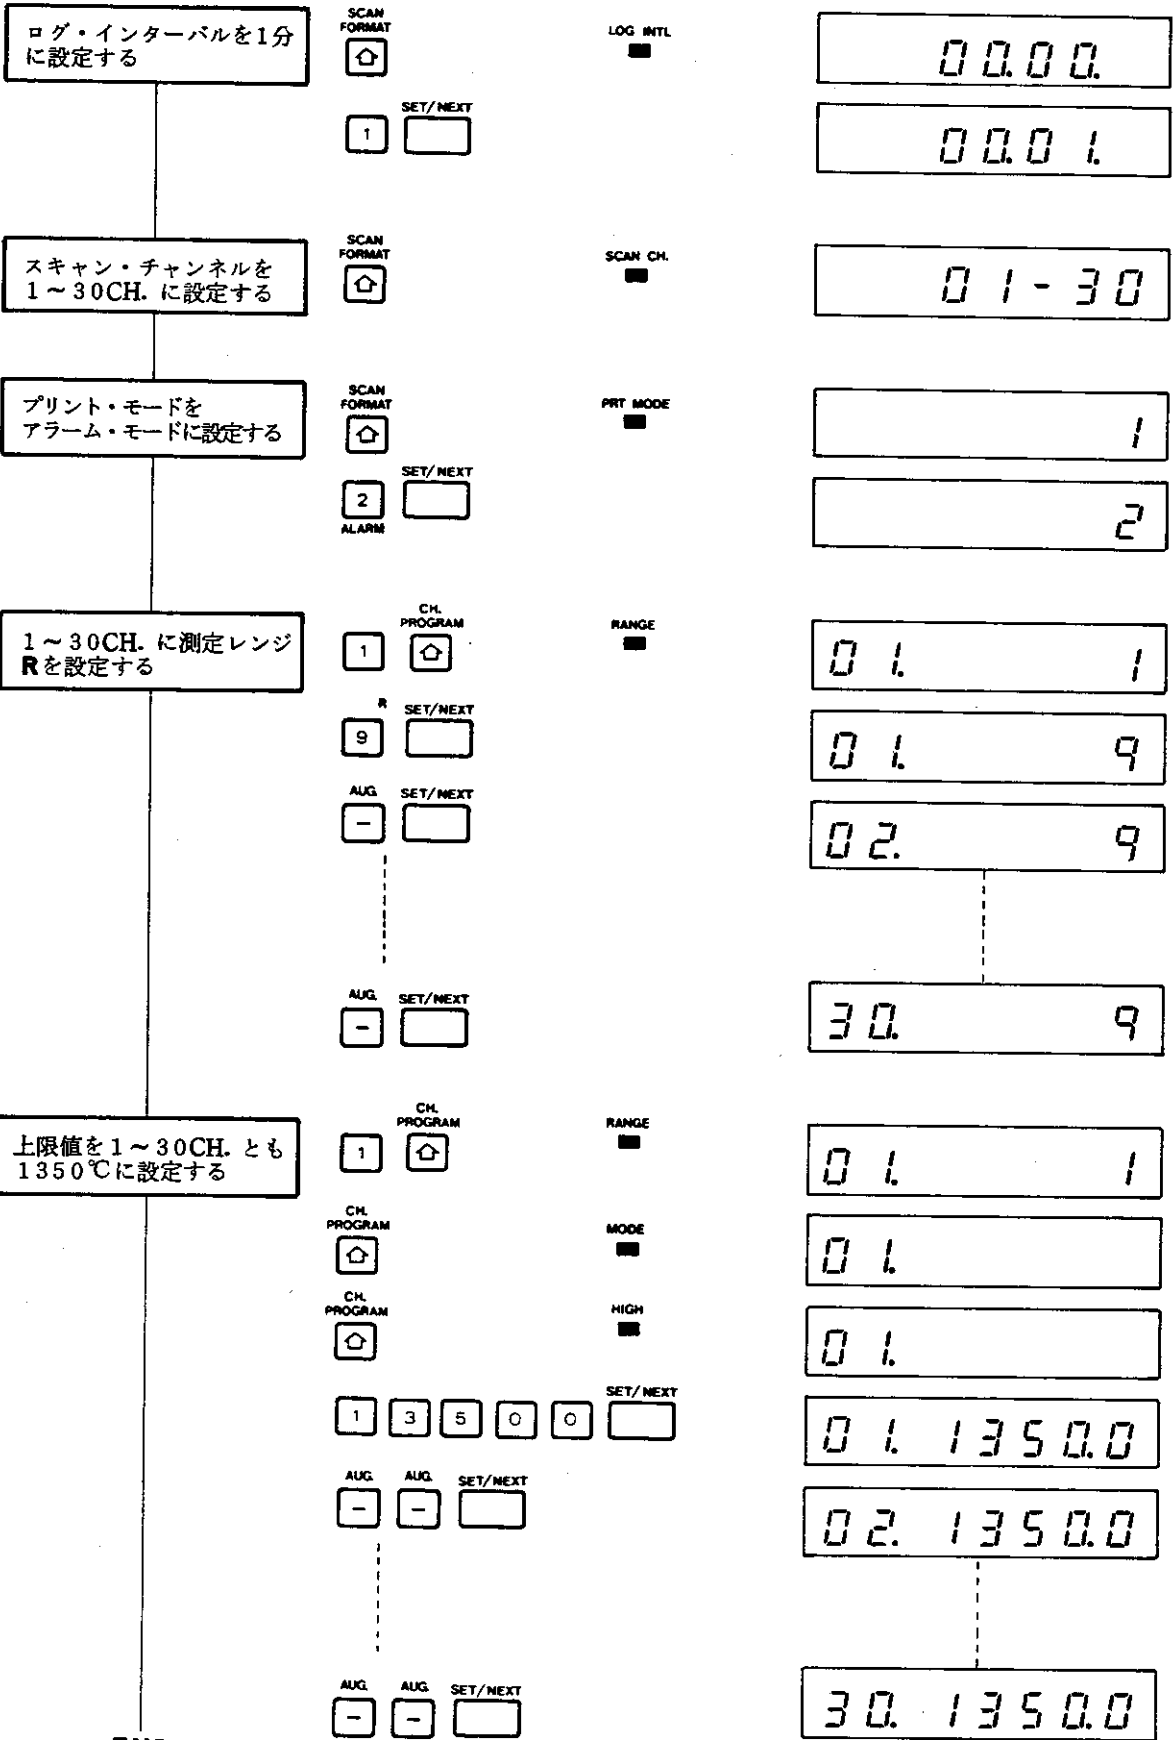 ログ・インターバルを1分
に設定する
SCAN
FORMAT
LOG INTL
00.00.
1
SET/NEXT
00.01.
スキャン・チャンネルを
1~30CH. に設定する
SCAN
FORMAT
SCAN CH.
01-30
プリント・モードを
アラーム・モードに設定する
SCAN
FORMAT
PRT MODE
1
2
ALARM
SET/NEXT
2
1~30CH. に測定レンジ
Rを設定する
1
CH.
PROGRAM
RANGE
01. 1
R
9
SET/NEXT
01. 9
AUG.
-
SET/NEXT
02. 9
AUG.
-
SET/NEXT
30. 9
上限値を1~30CH. とも
1350℃に設定する
1
CH.
PROGRAM
RANGE
01. 1
CH.
PROGRAM
MODE
01.
CH.
PROGRAM
HIGH
01.
1 3 5 0 0
SET/NEXT
01. 1350.0
AUG. AUG. SET/NEXT
- -
02. 1350.0
AUG. AUG. SET/NEXT
- -
30. 1350.0